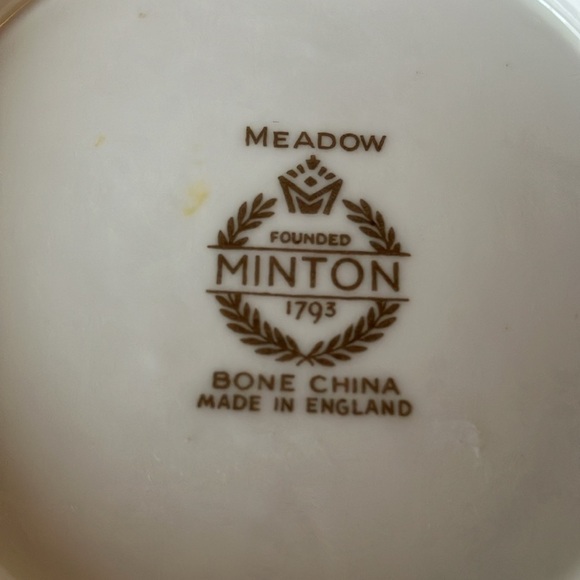 MEADOW
FOUNDED
MINTON
1793
BONE CHINA
MADE IN ENGLAND